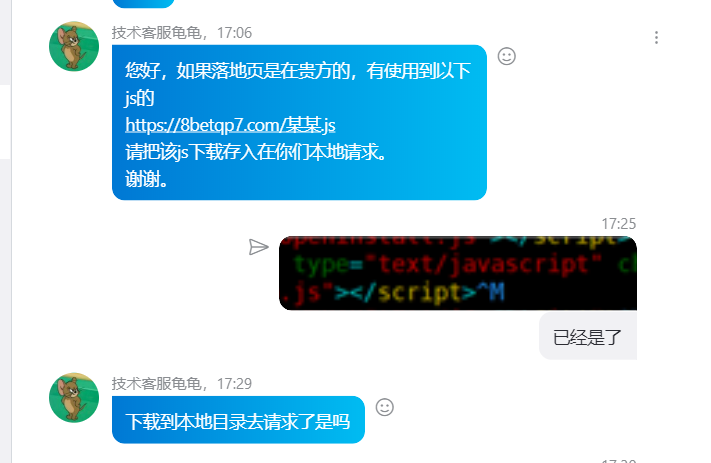 技术客服龟龟，17:06
您好，如果落地页是在贵方的，有使用到以下
js的
https://8betqp7.com/某某.js
请把该js下载存入在你们本地请求。
谢谢。
17:25
openinstall.js"></script>
type="text/javascript" ch
.js"></script>^M
已经是了
技术客服龟龟，17:29
下载到本地目录去请求了是吗